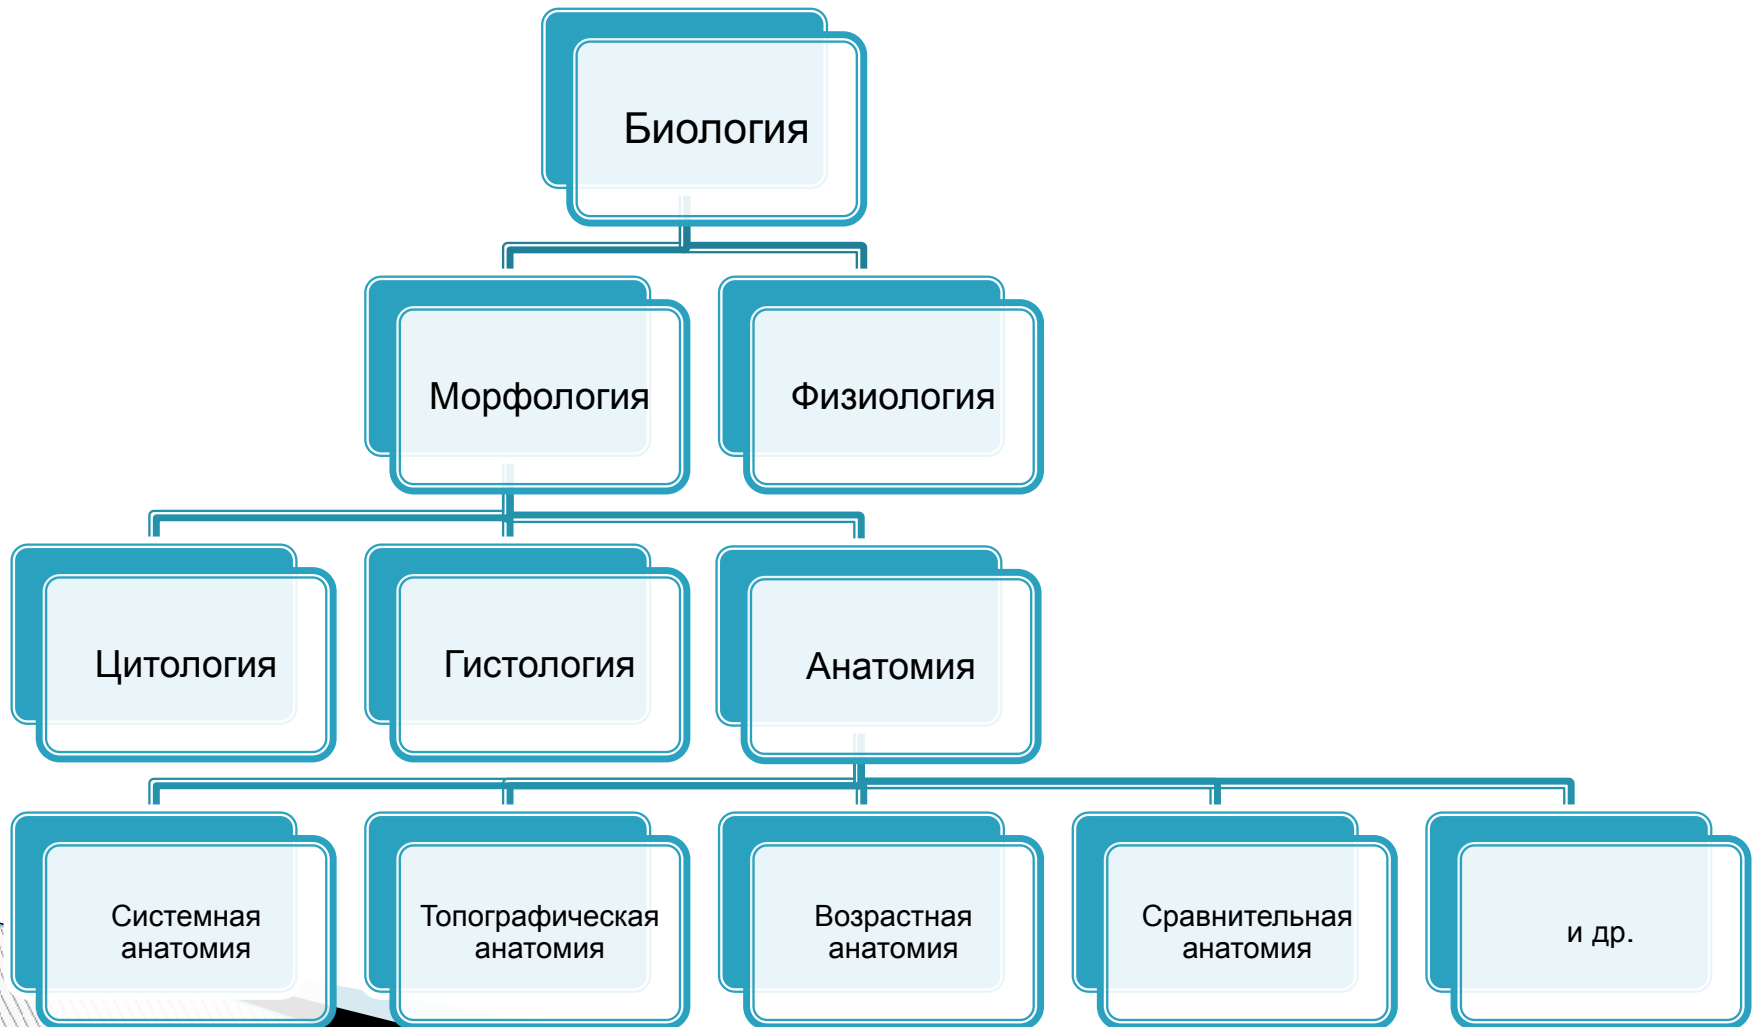 Биология
Морфология
Физиология
Цитология
Гистология
Анатомия
Системная
анатомия
Топографическая
анатомия
Возрастная
анатомия
Сравнительная
анатомия
и др.